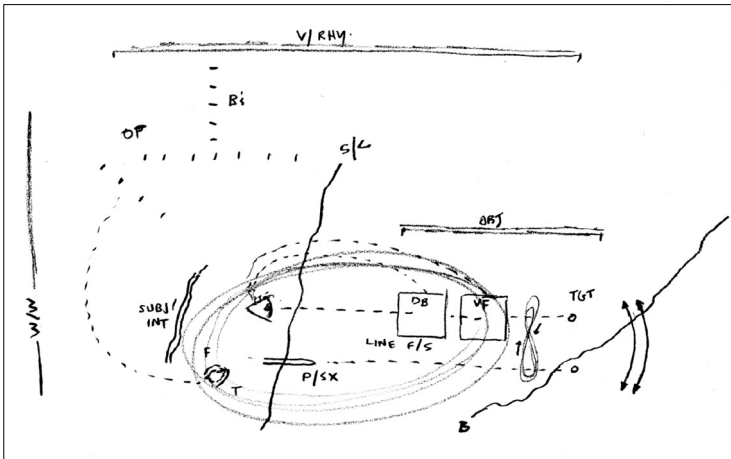 V/RHY.
B's
OP
S/L
OBJ
W/W
SUBJ/
INT
DB
VF
TGT
LINE F/S
F
P/SX
T
B